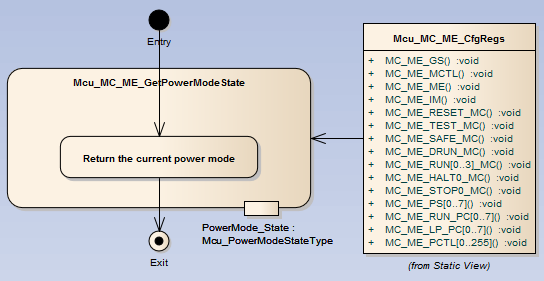 Entry
Mcu_MC_ME_GetPowerModeState
Return the current power mode
PowerMode_State :
Mcu_PowerModeStateType
Exit
Mcu_MC_ME_CfgRegs
+ MC_ME_GS() :void
+ MC_ME_MCTL() :void
+ MC_ME_ME() :void
+ MC_ME_IM() :void
+ MC_ME_RESET_MC() :void
+ MC_ME_TEST_MC() :void
+ MC_ME_SAFE_MC() :void
+ MC_ME_DRUN_MC() :void
+ MC_ME_RUN[0..3]_MC() :void
+ MC_ME_HALT0_MC() :void
+ MC_ME_STOP0_MC() :void
+ MC_ME_PS[0..7]() :void
+ MC_ME_RUN_PC[0..7]() :void
+ MC_ME_LP_PC[0..7]() :void
+ MC_ME_PCTL[0..255]() :void
(from Static View)